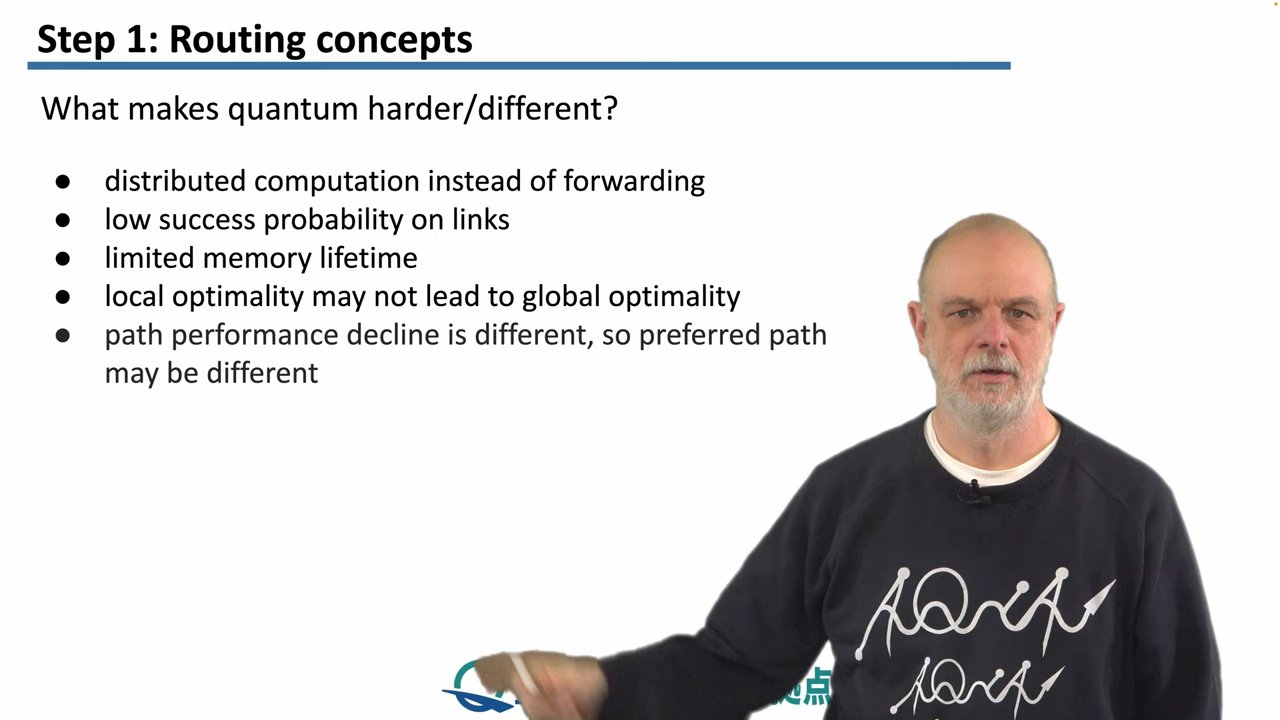 Step 1: Routing concepts
What makes quantum harder/different?
● distributed computation instead of forwarding
● low success probability on links
● limited memory lifetime
● local optimality may not lead to global optimality
● path performance decline is different, so preferred path
may be different
点